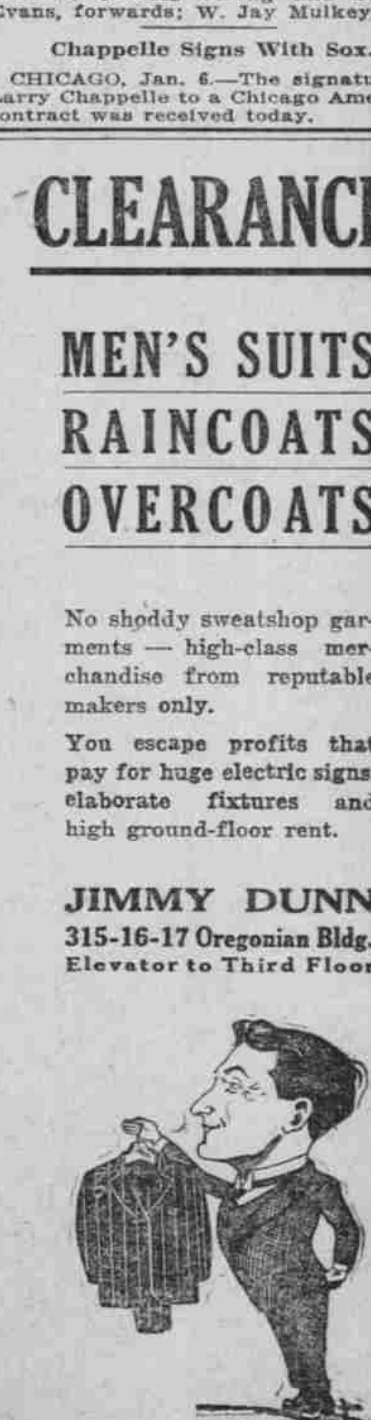 Evans, forwards; W. Jay Mulkey
Chappelle Signs With Sox.
CHICAGO, Jan. 6.—The signatu
Larry Chappelle to a Chicago Ame
contract was received today.
CLEARANC
MEN'S SUITS
RAINCOATS
OVERCOATS
No shoddy sweatshop gar-
ments — high-class mer-
chandise from reputable
makers only.
You escape profits that
pay for huge electric signs
elaborate fixtures and
high ground-floor rent.
JIMMY DUNN
315-16-17 Oregonian Bldg.
Elevator to Third Floor